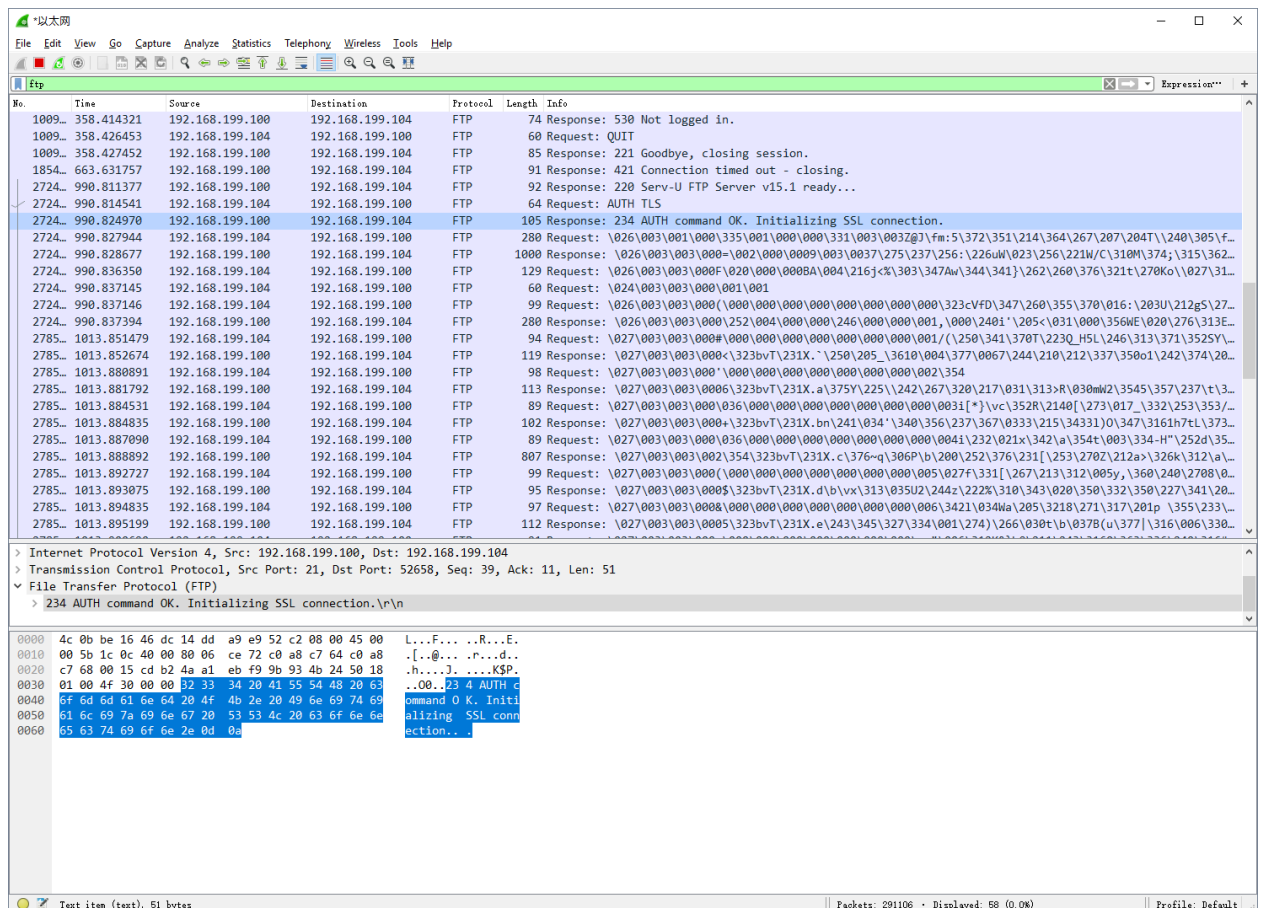 *以太网
File Edit View Go Capture Analyze Statistics Telephony Wireless Tools Help
ftp Expression… +
No. Time Source Destination Protocol Length Info
1009… 358.414321 192.168.199.100 192.168.199.104 FTP 74 Response: 530 Not logged in.
1009… 358.426453 192.168.199.104 192.168.199.100 FTP 60 Request: QUIT
1009… 358.427452 192.168.199.100 192.168.199.104 FTP 85 Response: 221 Goodbye, closing session.
1854… 663.631757 192.168.199.100 192.168.199.104 FTP 91 Response: 421 Connection timed out - closing.
2724… 990.811377 192.168.199.100 192.168.199.104 FTP 92 Response: 220 Serv-U FTP Server v15.1 ready...
2724… 990.814541 192.168.199.104 192.168.199.100 FTP 64 Request: AUTH TLS
2724… 990.824970 192.168.199.100 192.168.199.104 FTP 105 Response: 234 AUTH command OK. Initializing SSL connection.
2724… 990.827944 192.168.199.104 192.168.199.100 FTP 280 Request: \026\003\001\000\335\001\000\000\331\003\003Z@J\fm:5\372\351\214\364\267\207\204T\\240\305\f…
2724… 990.828677 192.168.199.100 192.168.199.104 FTP 1000 Response: \026\003\003\000=\002\000\0009\003\0037\275\237\256:\226uW\023\256\221W/C\310M\374;\315\362…
2724… 990.836350 192.168.199.104 192.168.199.100 FTP 129 Request: \026\003\003\000F\020\000\000BA\004\216j<%\303\347Aw\344\341}\262\260\376\321t\270Ko\\027\31…
2724… 990.837145 192.168.199.104 192.168.199.100 FTP 60 Request: \024\003\003\000\001\001
2724… 990.837146 192.168.199.104 192.168.199.100 FTP 99 Request: \026\003\003\000(\000\000\000\000\000\000\000\000\323cVfD\347\260\355\370\016:\203U\212gS\27…
2724… 990.837394 192.168.199.100 192.168.199.104 FTP 280 Response: \026\003\003\000\252\004\000\000\246\000\000\001,\000\240i'\205<\031\000\356WE\020\276\313E…
2785… 1013.851479 192.168.199.104 192.168.199.100 FTP 94 Request: \027\003\003\000#\000\000\000\000\000\000\000\001/(\250\341\370T\223Q_H5L\246\313\371\352SY\…
2785… 1013.852674 192.168.199.100 192.168.199.104 FTP 119 Response: \027\003\003\000<\323bvT\231X.`\250\205_\3610\004\377\0067\244\210\212\337\350o1\242\374\20…
2785… 1013.880891 192.168.199.104 192.168.199.100 FTP 98 Request: \027\003\003\000'\000\000\000\000\000\000\000\002\354
2785… 1013.881792 192.168.199.100 192.168.199.104 FTP 113 Response: \027\003\003\0006\323bvT\231X.a\375Y\225\\242\267\320\217\031\313>R\030mW2\3545\357\237\t\3…
2785… 1013.884531 192.168.199.104 192.168.199.100 FTP 89 Request: \027\003\003\000\036\000\000\000\000\000\000\000\003i[*}\vc\352R\2140[\273\017_\332\253\353/…
2785… 1013.884835 192.168.199.100 192.168.199.104 FTP 102 Response: \027\003\003\000+\323bvT\231X.bn\241\034'\340\356\237\367\0333\215\3433l)O\347\3161h7tL\373…
2785… 1013.887090 192.168.199.104 192.168.199.100 FTP 89 Request: \027\003\003\000\036\000\000\000\000\000\000\000\004i\232\021x\342\a\354t\003\334-H"\252d\35…
2785… 1013.888892 192.168.199.100 192.168.199.104 FTP 807 Response: \027\003\003\002\354\323bvT\231X.c\376~q\306P\b\200\252\376\231[\253\270Z\212a>\326k\312\a\…
2785… 1013.892727 192.168.199.104 192.168.199.100 FTP 99 Request: \027\003\003\000(\000\000\000\000\000\000\000\005\027f\331[\267\213\312\005y,\360\240\2708\0…
2785… 1013.893075 192.168.199.100 192.168.199.104 FTP 95 Response: \027\003\003\000$\323bvT\231X.d\b\vx\313\035U2\244z\222%\310\343\020\350\332\350\227\341\20…
2785… 1013.894835 192.168.199.104 192.168.199.100 FTP 97 Request: \027\003\003\000&\000\000\000\000\000\000\000\006\3421\034Wa\205\3218\271\317\201p \355\233\…
2785… 1013.895199 192.168.199.100 192.168.199.104 FTP 112 Response: \027\003\003\0005\323bvT\231X.e\243\345\327\334\001\274)\266\030t\b\037B(u\377|\316\006\330…
> Internet Protocol Version 4, Src: 192.168.199.100, Dst: 192.168.199.104
> Transmission Control Protocol, Src Port: 21, Dst Port: 52658, Seq: 39, Ack: 11, Len: 51
File Transfer Protocol (FTP)
> 234 AUTH command OK. Initializing SSL connection.\r\n
0000 4c 0b be 16 46 dc 14 dd a9 e9 52 c2 08 00 45 00 L...F... ..R...E.
0010 00 5b 1c 0c 40 00 80 06 ce 72 c0 a8 c7 64 c0 a8 .[..@... .r...d..
0020 c7 68 00 15 cd b2 4a a1 eb f9 9b 93 4b 24 50 18 .h....J. ....K$P.
0030 01 00 4f 30 00 00 32 33 34 20 41 55 54 48 20 63 ..O0..23 4 AUTH c
0040 6f 6d 6d 61 6e 64 20 4f 4b 2e 20 49 6e 69 74 69 ommand O K. Initi
0050 61 6c 69 7a 69 6e 67 20 53 53 4c 20 63 6f 6e 6e alizing SSL conn
0060 65 63 74 69 6f 6e 2e 0d 0a ection.. .
Text item (text), 51 bytes Packets: 291106 · Displayed: 58 (0.0%) Profile: Default